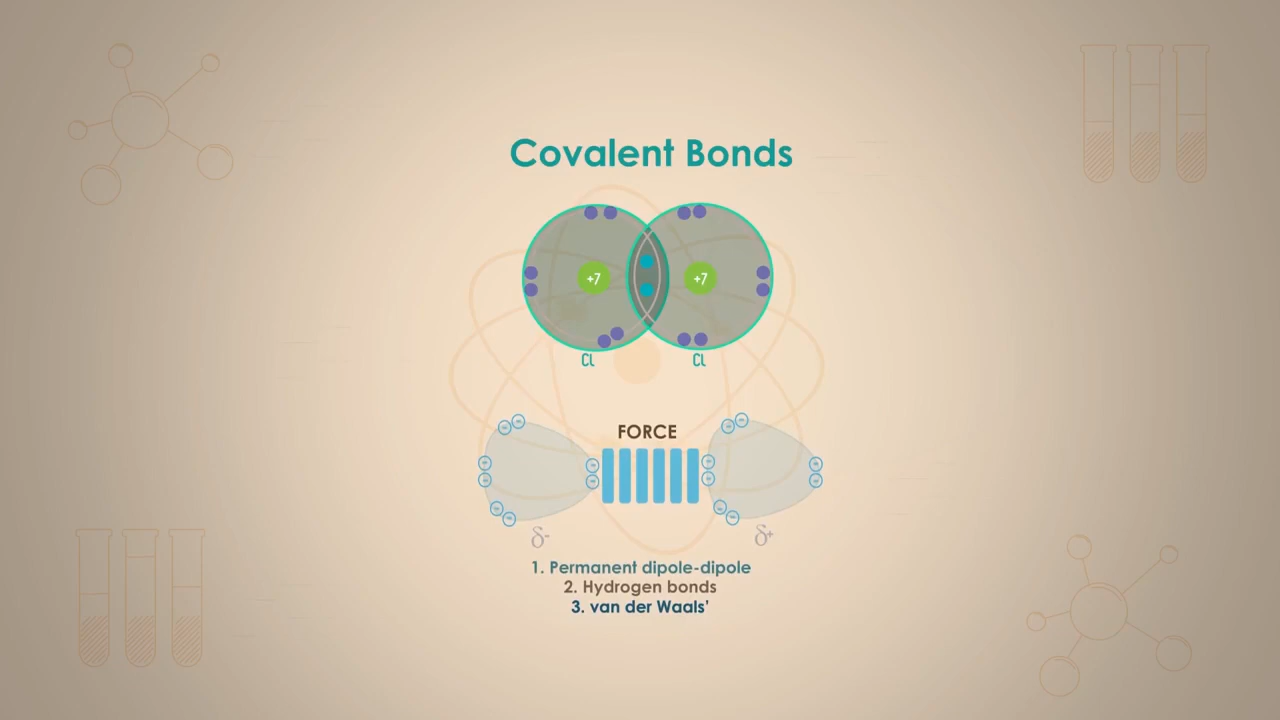 Covalent Bonds
+7 +7
Cl Cl
FORCE
δ- δ+
1. Permanent dipole-dipole
2. Hydrogen bonds
3. van der Waals'